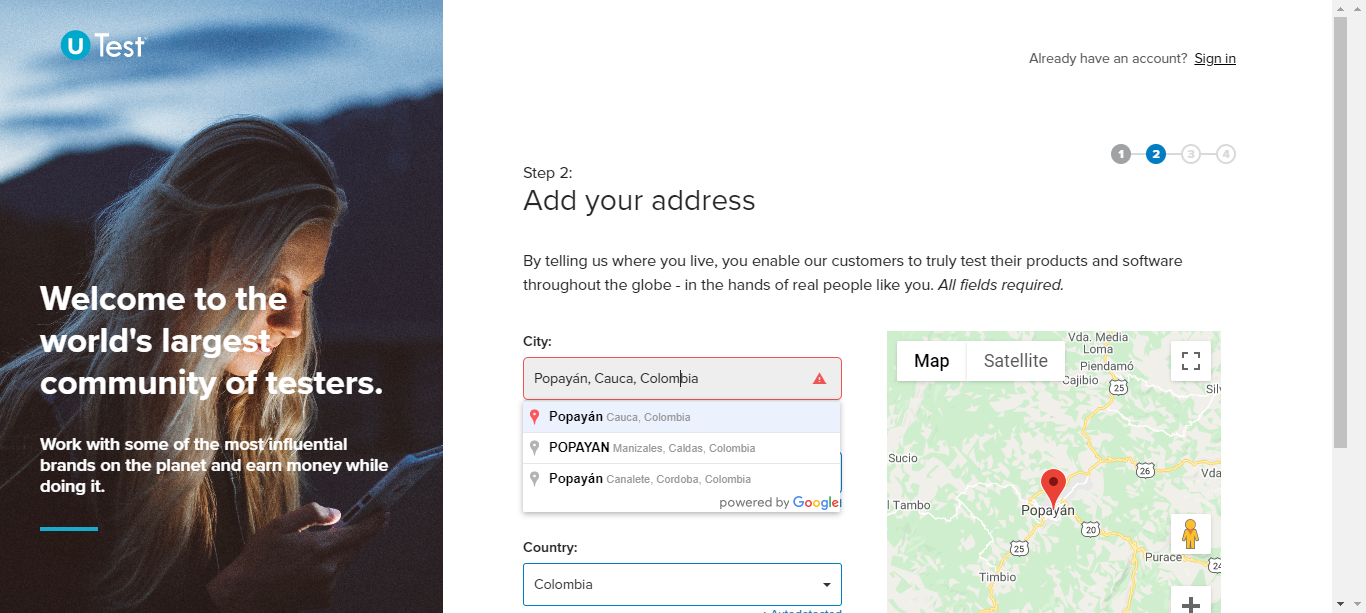 U Test
Already have an account? Sign in
1 2 3 4
Step 2:
Add your address
By telling us where you live, you enable our customers to truly test their products and software
throughout the globe - in the hands of real people like you. All fields required.
Welcome to the
world's largest
community of testers.
Work with some of the most influential
brands on the planet and earn money while
doing it.
City:
Popayán, Cauca, Colombia
Popayán Cauca, Colombia
POPAYAN Manizales, Caldas, Colombia
Popayán Canalete, Cordoba, Colombia
powered by Google
Country:
Colombia
Autodetected
Map Satellite
Vda. Media
Loma
Piendamó
Cajibio
25
Silv
Sucio
26
Vda
l Tambo
Popayán
20
25
Purace
24
Timbio